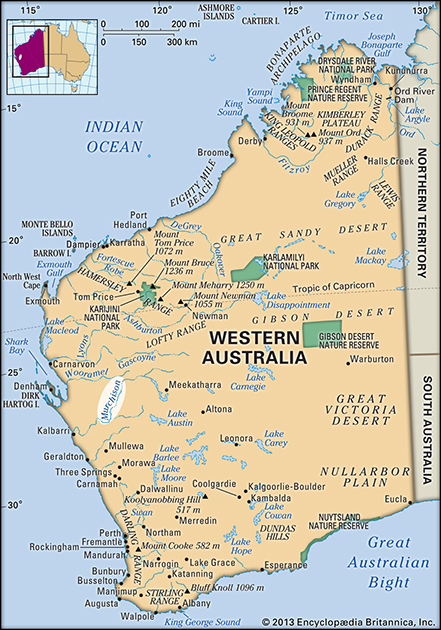 0 100 200 mi
0 150 300 km
ASHMORE
ISLANDS
CARTIER I.
Timor Sea
125°
130°
BONAPARTE
ARCHIPELAGO
Joseph
Bonaparte
Gulf
DRYSDALE RIVER
NATIONAL PARK
Wyndham
Kununurra
PRINCE REGENT
NATURE RESERVE
Ord River
Dam
15°
Yampi
Sound
King
Sound
Mount
Broome
931 m
KIMBERLEY
PLATEAU
Lake
Argyle
Ord
INDIAN
OCEAN
Derby
KING LEOPOLD
RANGES
Mount Ord
937 m
DURACK RANGE
Broome
Fitzroy
MUELLER
RANGE
Halls Creek
LEWIS
RANGE
EIGHTY MILE
BEACH
Lake
Gregory
NORTHERN TERRITORY
Port
Hedland
DeGrey
GREAT SANDY DESERT
MONTE BELLO
ISLANDS
20°
Dampier
Karratha
BARROW I.
Mount
Tom Price
1072 m
Oakover
KARLAMILYI
NATIONAL PARK
Lake
Mackay
Exmouth
Gulf
Fortescue
Robe
Mount Bruce
1236 m
North West
Cape
HAMERSLEY
RANGE
Mount Meharry 1250 m
Tropic of Capricorn
Exmouth
Tom Price
Mount Newman
1055 m
Lake
Disappointment
KARIJINI
NATIONAL
PARK
Newman
GIBSON DESERT
Lake
Macleod
Ashburton
LOFTY RANGE
WESTERN
AUSTRALIA
GIBSON DESERT
NATURE RESERVE
Shark
Bay
Lyons
Gascoyne
Carnarvon
Nooramel
Warburton
25°
Denham
DIRK
HARTOG I.
Murchison
Meekatharra
Lake
Carnegie
SOUTH AUSTRALIA
Lake
Austin
Altona
GREAT
VICTORIA
DESERT
Kalbarri
Leonora
Lake
Carey
Geraldton
Mullewa
Lake
Barlee
Morawa
Three Springs
Lake
Moore
NULLARBOR
PLAIN
Carnamah
Dalwallinu
Coolgardie
Kalgoorlie-Boulder
Koolyanobbing Hill
517 m
Kambalda
Eucla
30°
Swan
Merredin
Lake
Cowan
NUYTSLAND
NATURE RESERVE
Perth
Fremantle
DARLING
RANGE
Northam
DUNDAS
HILLS
Rockingham
Mount Cooke 582 m
Lake
Hope
Great
Australian
Bight
Mandurah
Narrogin
Lake Grace
Bunbury
Esperance
Busselton
Katanning
Manjimup
Bluff Knoll 1096 m
Augusta
STIRLING
RANGE
Albany
Walpole
King George Sound
© 2013 Encyclopædia Britannica, Inc.